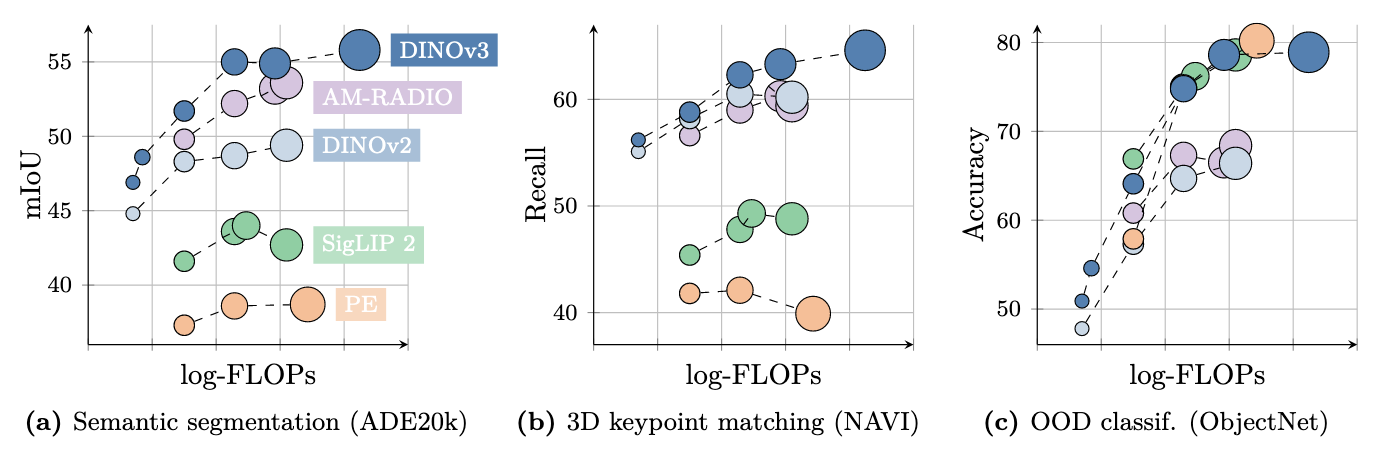 mIoU
55
50
45
40
DINOv3
AM-RADIO
DINOv2
SigLIP 2
PE
log-FLOPs
(a) Semantic segmentation (ADE20k)
Recall
60
50
40
log-FLOPs
(b) 3D keypoint matching (NAVI)
Accuracy
80
70
60
50
log-FLOPs
(c) OOD classif. (ObjectNet)